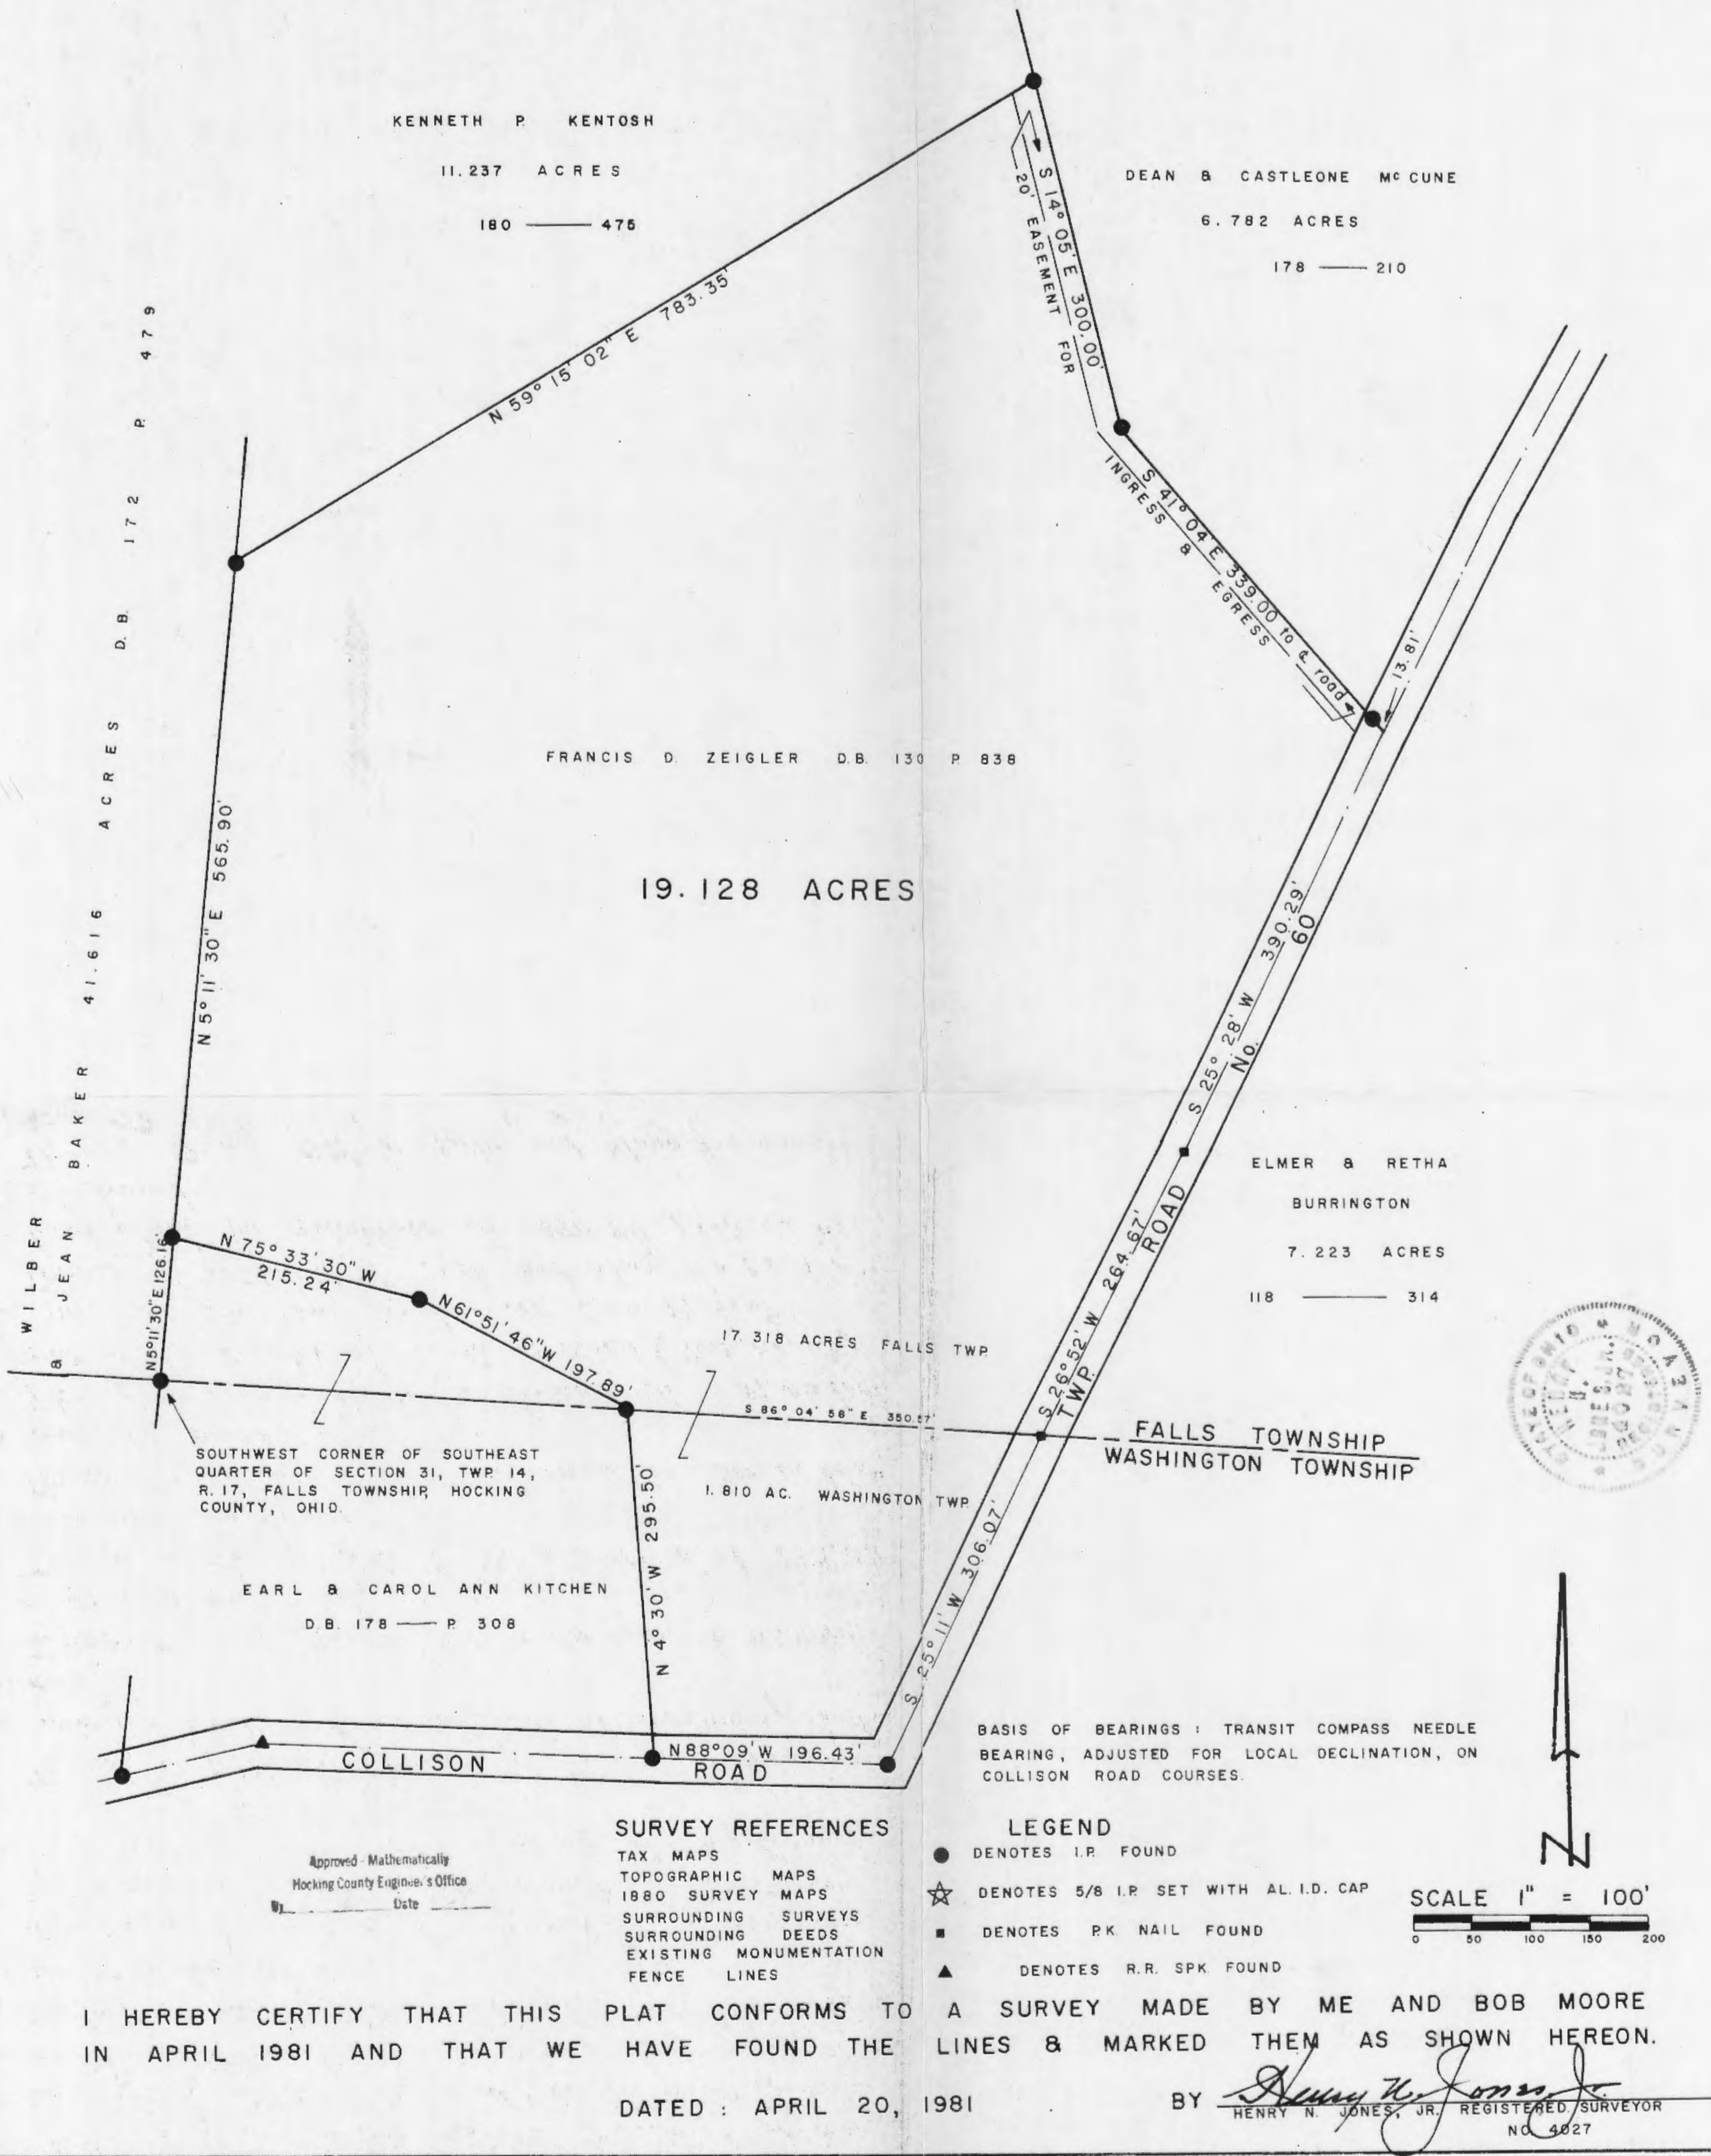 KENNETH P. KENTOSH
11.237 ACRES
180 — 475
DEAN & CASTLEONE Mc CUNE
6.782 ACRES
178 — 210
S 14° 05' E 300.00'
20' EASEMENT FOR
INGRESS & EGRESS
S 41° 04' E 339.00 to ℄ road
13.81'
N 59° 15' 02" E 783.35'
WILBER
& JEAN BAKER 41.616 ACRES D.B. 172 P. 479
N 5° 11' 30" E 565.90'
FRANCIS D. ZEIGLER D.B. 130 P. 838
19.128 ACRES
S 25° 28' W 390.29'
TWP. ROAD No. 60
S 26° 52' W 264.67'
ELMER & RETHA
BURRINGTON
7.223 ACRES
118 — 314
N 75° 33' 30" W
215.24'
N 61° 51' 46" W 197.89'
N 5° 11' 30" E 126.16'
17.318 ACRES FALLS TWP.
S 86° 04' 58" E
FALLS TOWNSHIP
WASHINGTON TOWNSHIP
1.810 AC. WASHINGTON TWP.
SOUTHWEST CORNER OF SOUTHEAST
QUARTER OF SECTION 31, TWP. 14,
R. 17, FALLS TOWNSHIP, HOCKING
COUNTY, OHIO.
N 4° 30' W 295.50'
S 25° 11' W 306.07'
EARL & CAROL ANN KITCHEN
D.B. 178 — P. 308
N 88° 09' W 196.43'
COLLISON ROAD
BASIS OF BEARINGS : TRANSIT COMPASS NEEDLE
BEARING, ADJUSTED FOR LOCAL DECLINATION, ON
COLLISON ROAD COURSES.
N
Approved Mathematically
Hocking County Engineer's Office
By Date
SURVEY REFERENCES
TAX MAPS
TOPOGRAPHIC MAPS
1880 SURVEY MAPS
SURROUNDING SURVEYS
SURROUNDING DEEDS
EXISTING MONUMENTATION
FENCE LINES
LEGEND
DENOTES I.P. FOUND
DENOTES 5/8 I.P. SET WITH AL. I.D. CAP
DENOTES P.K. NAIL FOUND
DENOTES R.R. SPK. FOUND
SCALE 1" = 100'
0 50 100 150 200
I HEREBY CERTIFY THAT THIS PLAT CONFORMS TO A SURVEY MADE BY ME AND BOB MOORE
IN APRIL 1981 AND THAT WE HAVE FOUND THE LINES & MARKED THEM AS SHOWN HEREON.
DATED : APRIL 20, 1981
BY Henry N. Jones, Jr.
HENRY N. JONES, JR. REGISTERED SURVEYOR
NO. 4027